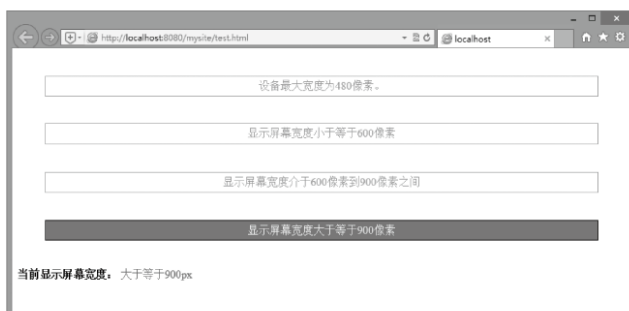 http://localhost:8080/mysite/test.html
localhost
设备最大宽度为480像素。
显示屏幕宽度小于等于600像素
显示屏幕宽度介于600像素到900像素之间
显示屏幕宽度大于等于900像素
当前显示屏幕宽度：大于等于900px